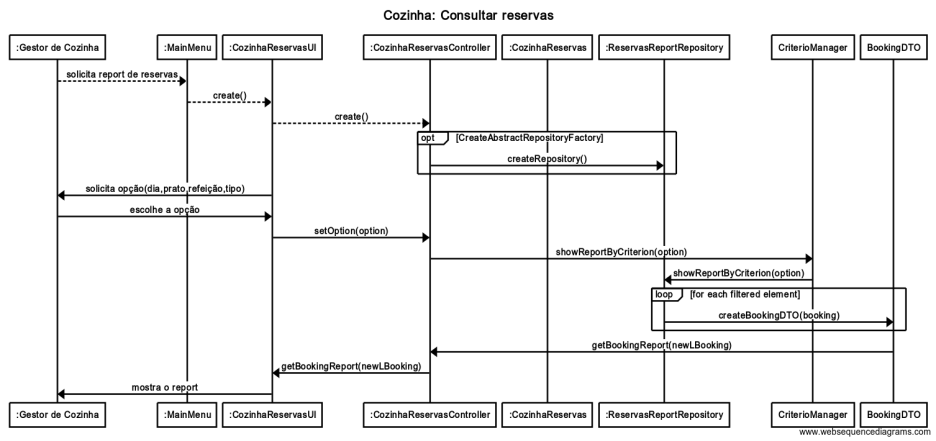 Cozinha: Consultar reservas
:Gestor de Cozinha
:MainMenu
:CozinhaReservasUI
:CozinhaReservasController
:CozinhaReservas
:ReservasReportRepository
CriterioManager
BookingDTO
solicita report de reservas
create()
create()
opt
[CreateAbstractRepositoryFactory]
createRepository()
solicita opção(dia,prato,refeição,tipo)
escolhe a opção
setOption(option)
showReportByCriterion(option)
showReportByCriterion(option)
loop
[for each filtered element]
createBookingDTO(booking)
getBookingReport(newLBooking)
getBookingReport(newLBooking)
mostra o report
:Gestor de Cozinha
:MainMenu
:CozinhaReservasUI
:CozinhaReservasController
:CozinhaReservas
:ReservasReportRepository
CriterioManager
BookingDTO
www.websequencediagrams.com